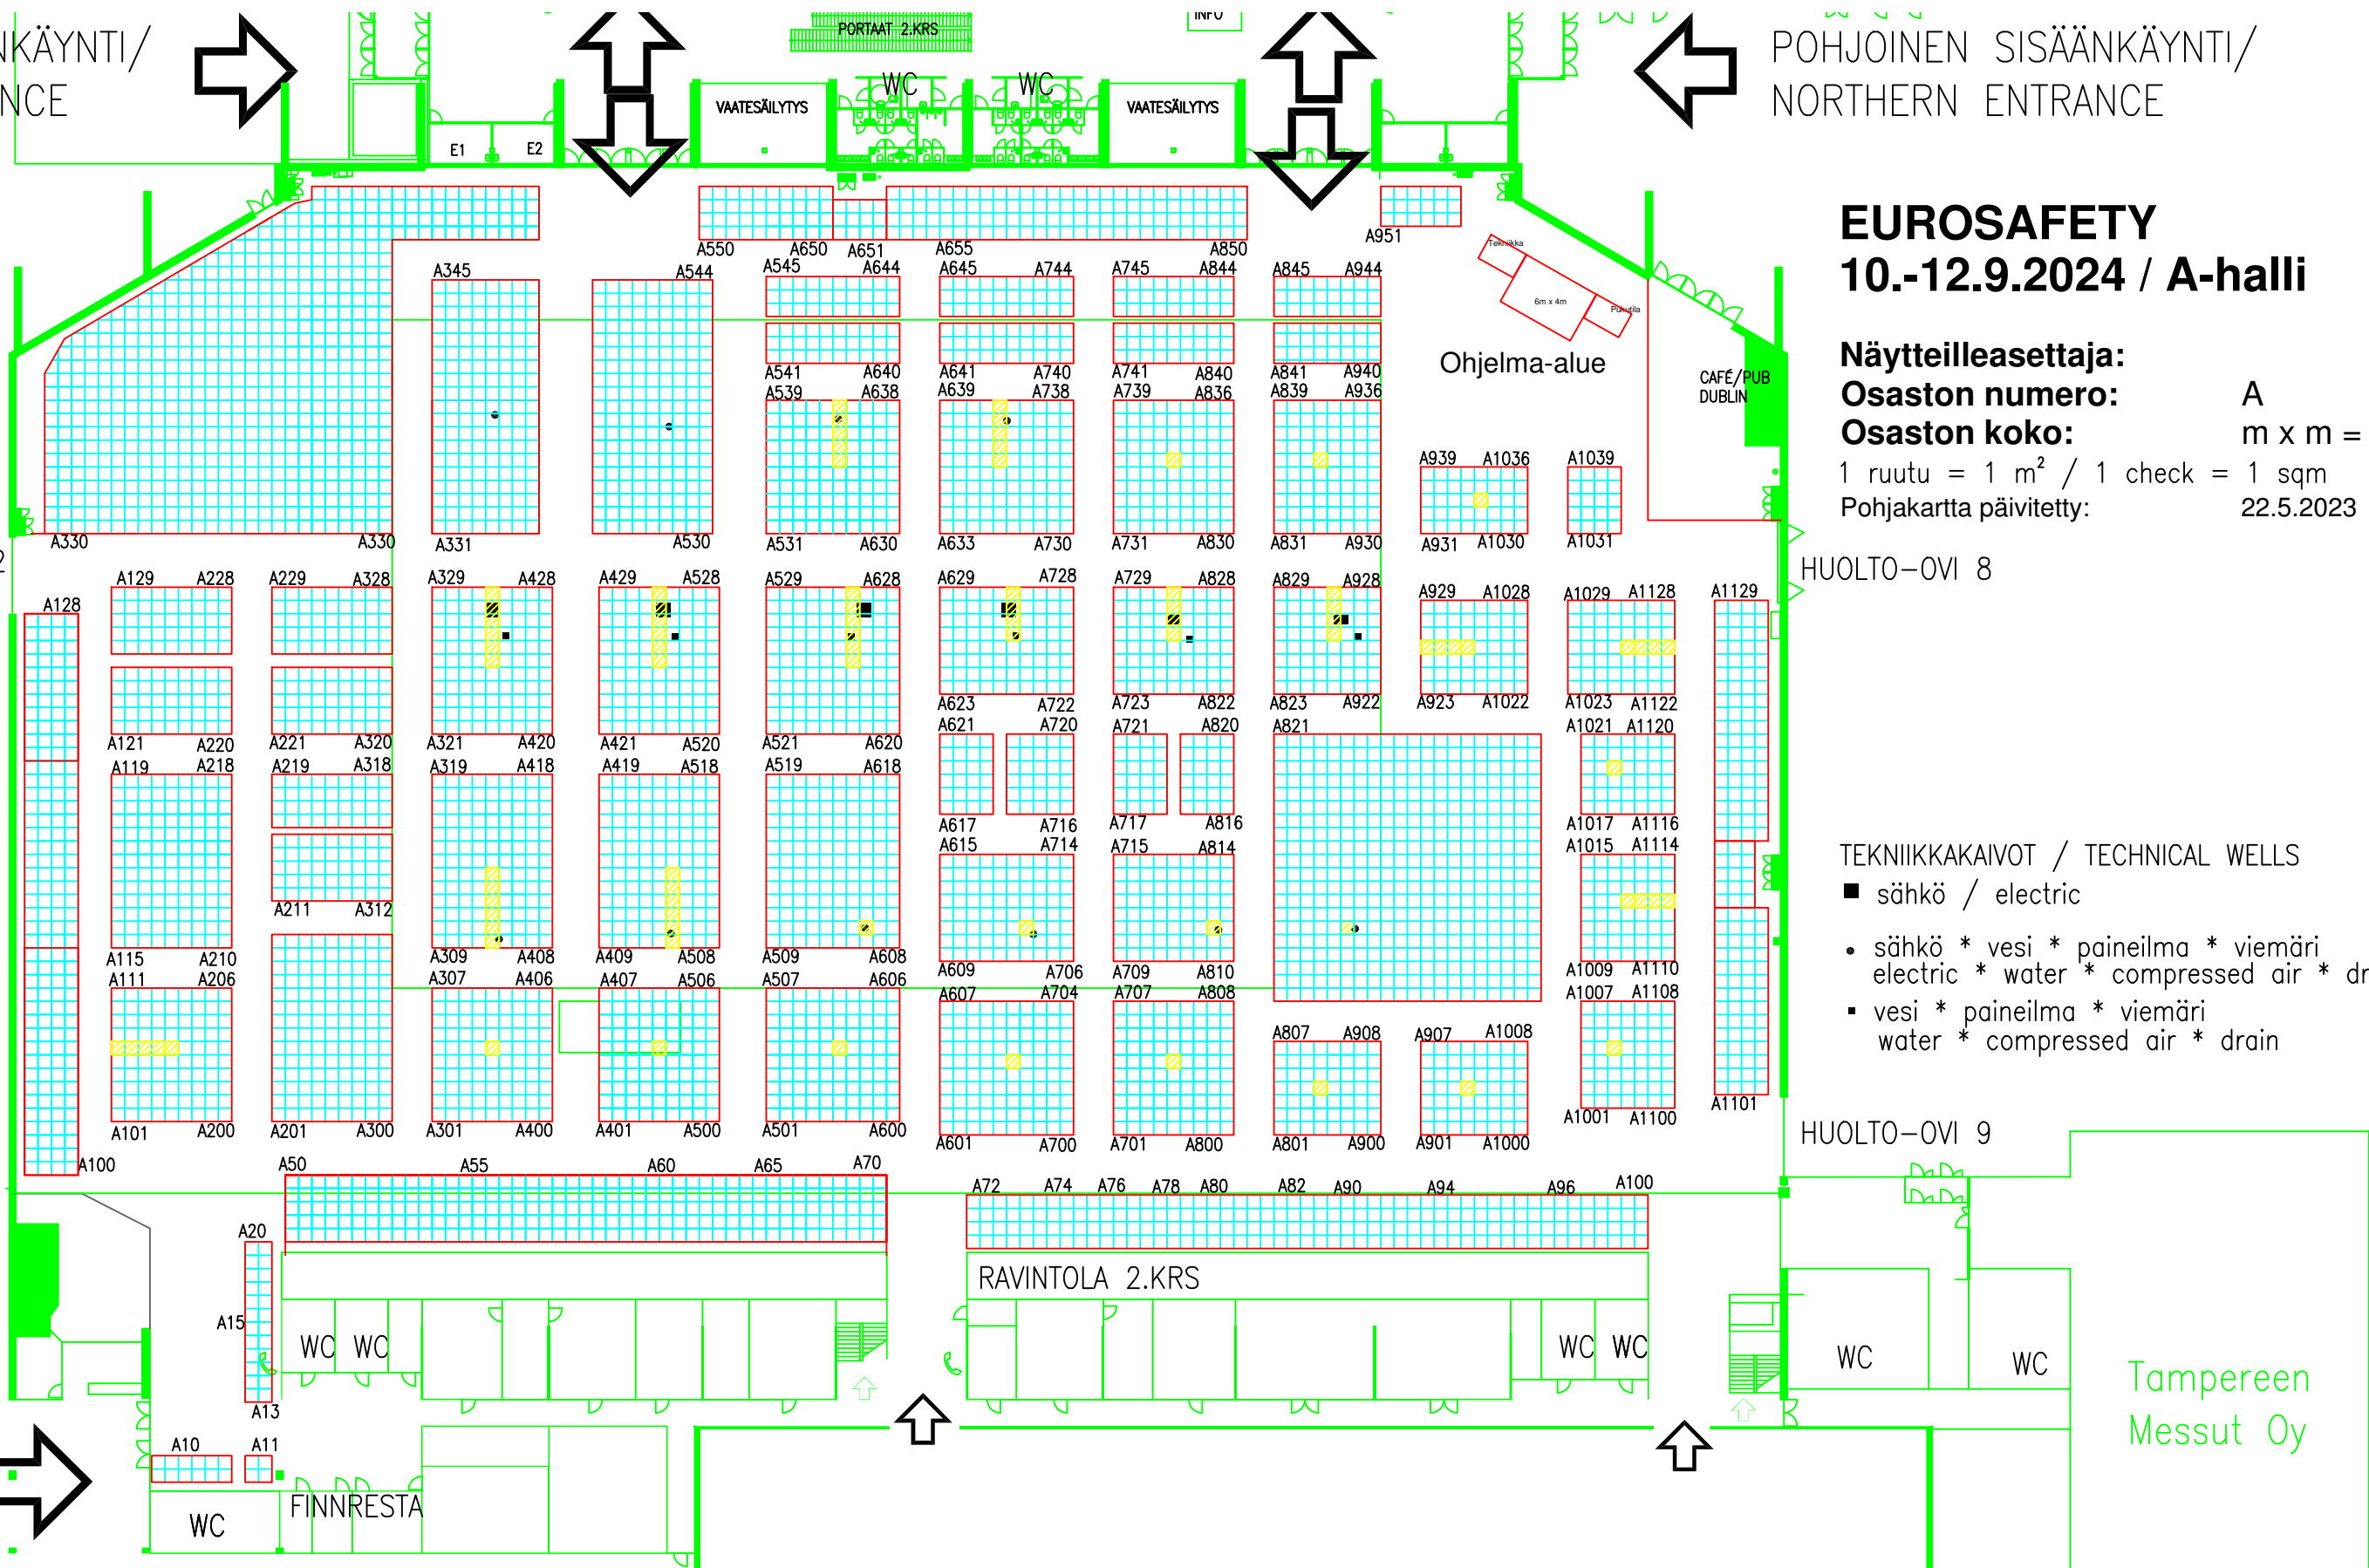 NKÄYNTI/
NCE
PORTAAT 2.KRS
INFO
POHJOINEN SISÄÄNKÄYNTI/
NORTHERN ENTRANCE
VAATESÄILYTYS
WC
WC
VAATESÄILYTYS
E1
E2
EUROSAFETY
10.-12.9.2024 / A-halli
Näytteilleasettaja:
Osaston numero: A
Osaston koko: m x m =
1 ruutu = 1 m² / 1 check = 1 sqm
Pohjakartta päivitetty: 22.5.2023
A550 A650 A651 A655 A850 A951
Tekniikka
6m x 4m
Pukutila
Ohjelma-alue
CAFÉ/PUB
DUBLIN
A345 A544 A545 A644 A645 A744 A745 A844 A845 A944
A541 A640 A641 A740 A741 A840 A841 A940
A539 A638 A639 A738 A739 A836 A839 A936
A939 A1036 A1039
A330 A330 A331 A530 A531 A630 A633 A730 A731 A830 A831 A930 A931 A1030 A1031
2
HUOLTO-OVI 8
A129 A228 A229 A328 A329 A428 A429 A528 A529 A628 A629 A728 A729 A828 A829 A928 A929 A1028 A1029 A1128 A1129
A128
A623 A722 A723 A822 A823 A922 A923 A1022 A1023 A1122
A621 A720 A721 A820 A821 A1021 A1120
A121 A220 A221 A320 A321 A420 A421 A520 A521 A620
A119 A218 A219 A318 A319 A418 A419 A518 A519 A618
A617 A716 A717 A816 A1017 A1116
A615 A714 A715 A814 A1015 A1114
TEKNIIKKAKAIVOT / TECHNICAL WELLS
sähkö / electric
sähkö * vesi * paineilma * viemäri
electric * water * compressed air * dr
vesi * paineilma * viemäri
water * compressed air * drain
A211 A312
A115 A210 A309 A408 A409 A508 A509 A608 A609 A706 A709 A810 A1009 A1110
A111 A206 A307 A406 A407 A506 A507 A606 A607 A704 A707 A808 A1007 A1108
A807 A908 A907 A1008
A101 A200 A201 A300 A301 A400 A401 A500 A501 A600 A601 A700 A701 A800 A801 A900 A901 A1000 A1001 A1100 A1101
HUOLTO-OVI 9
A100 A50 A55 A60 A65 A70
A72 A74 A76 A78 A80 A82 A90 A94 A96 A100
A20
A15
A13
RAVINTOLA 2.KRS
WC WC
WC WC
WC
WC
Tampereen
Messut Oy
A10 A11
FINNRESTA
WC